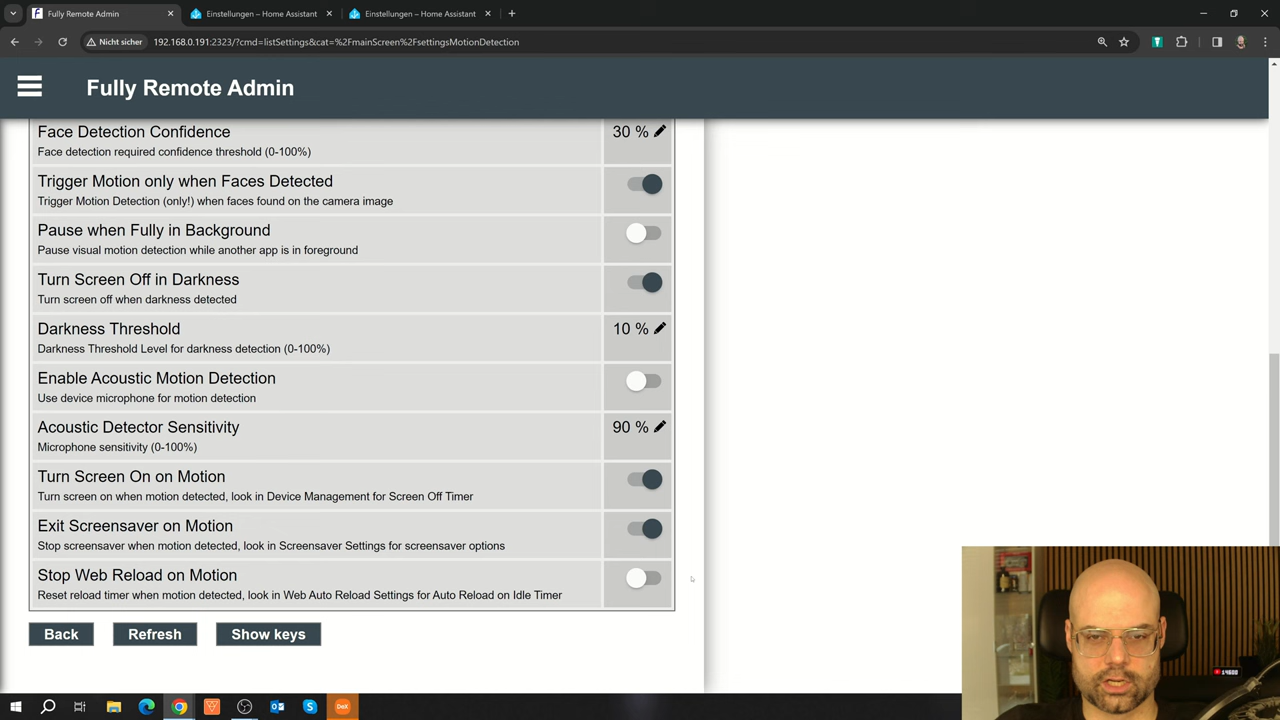 Fully Remote Admin
Einstellungen – Home Assistant
Einstellungen – Home Assistant
Nicht sicher
192.168.0.191:2323/?cmd=listSettings&cat=%2FmainScreen%2FsettingsMotionDetection
Fully Remote Admin
Face Detection Confidence
30 %
Face detection required confidence threshold (0-100%)
Trigger Motion only when Faces Detected
Trigger Motion Detection (only!) when faces found on the camera image
Pause when Fully in Background
Pause visual motion detection while another app is in foreground
Turn Screen Off in Darkness
Turn screen off when darkness detected
Darkness Threshold
10 %
Darkness Threshold Level for darkness detection (0-100%)
Enable Acoustic Motion Detection
Use device microphone for motion detection
Acoustic Detector Sensitivity
90 %
Microphone sensitivity (0-100%)
Turn Screen On on Motion
Turn screen on when motion detected, look in Device Management for Screen Off Timer
Exit Screensaver on Motion
Stop screensaver when motion detected, look in Screensaver Settings for screensaver options
Stop Web Reload on Motion
Reset reload timer when motion detected, look in Web Auto Reload Settings for Auto Reload on Idle Timer
Back
Refresh
Show keys
DeX